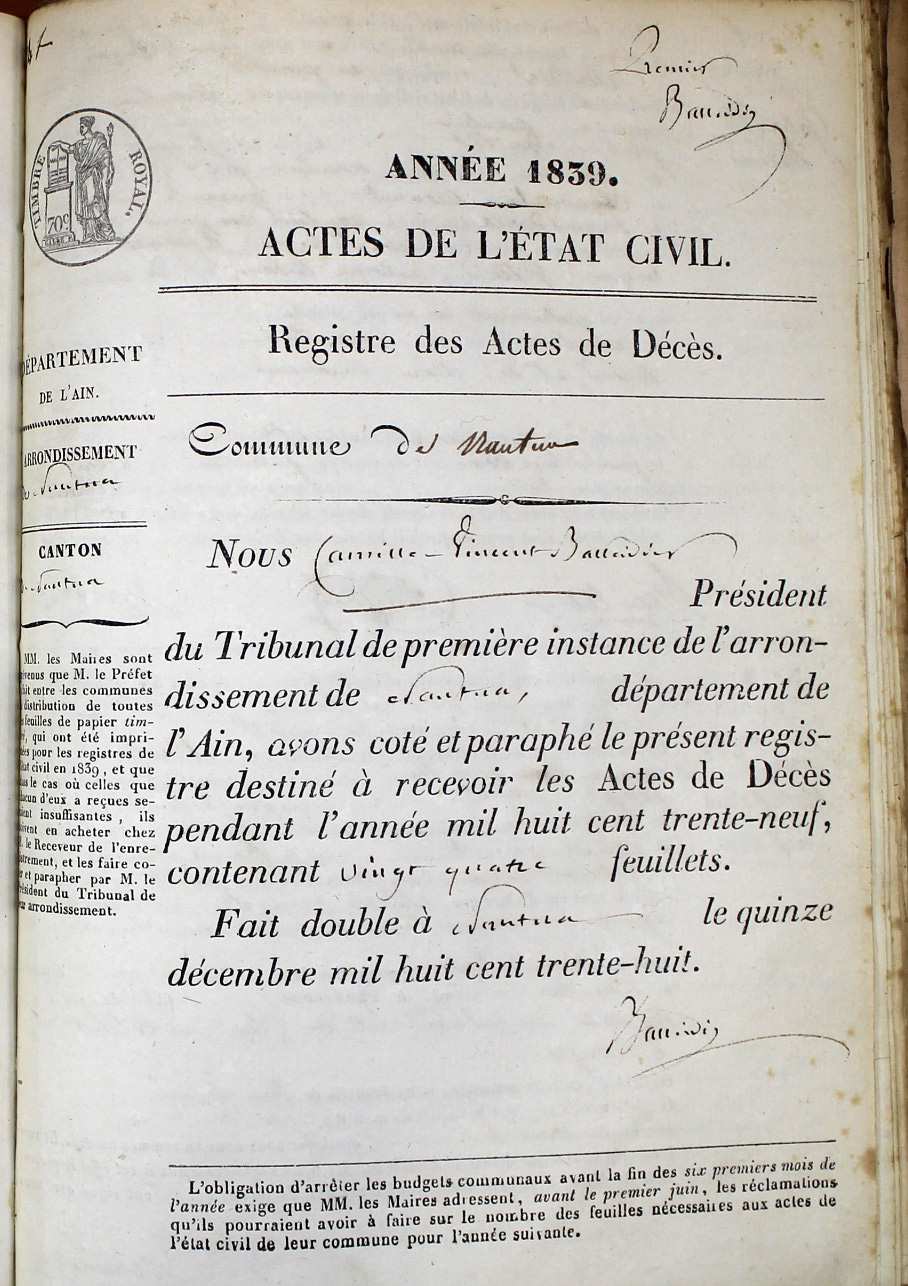 Premier
TIMBRE ROYAL.
70c
ANNÉE 1839.
ACTES DE L'ÉTAT CIVIL.
Registre des Actes de Décès.
DÉPARTEMENT
DE L'AIN.
ARRONDISSEMENT
de Nantua
CANTON
de Nantua
MM. les Maires sont
que M. le Préfet
entre les communes
distribution de toutes
feuilles de papier tim-
, qui ont été impri-
pour les registres de
civil en 1839, et que
le cas où celles que
d'eux a reçues se-
insuffisantes, ils
en acheter chez
le Receveur de l'enre-
, et les faire co-
et parapher par M. le
Président du Tribunal de
arrondissement.
Commune de Nantua
Nous Camille-Vincent
Président
du Tribunal de première instance de l'arron-
dissement de Nantua, département de
l'Ain, avons coté et paraphé le présent regis-
tre destiné à recevoir les Actes de Décès
pendant l'année mil huit cent trente-neuf,
contenant vingt quatre feuillets.
Fait double à Nantua le quinze
décembre mil huit cent trente-huit.
L'obligation d'arrêter les budgets communaux avant la fin des six premiers mois de
l'année exige que MM. les Maires adressent, avant le premier juin, les réclamations
qu'ils pourraient avoir à faire sur le nombre des feuilles nécessaires aux actes de
l'état civil de leur commune pour l'année suivante.